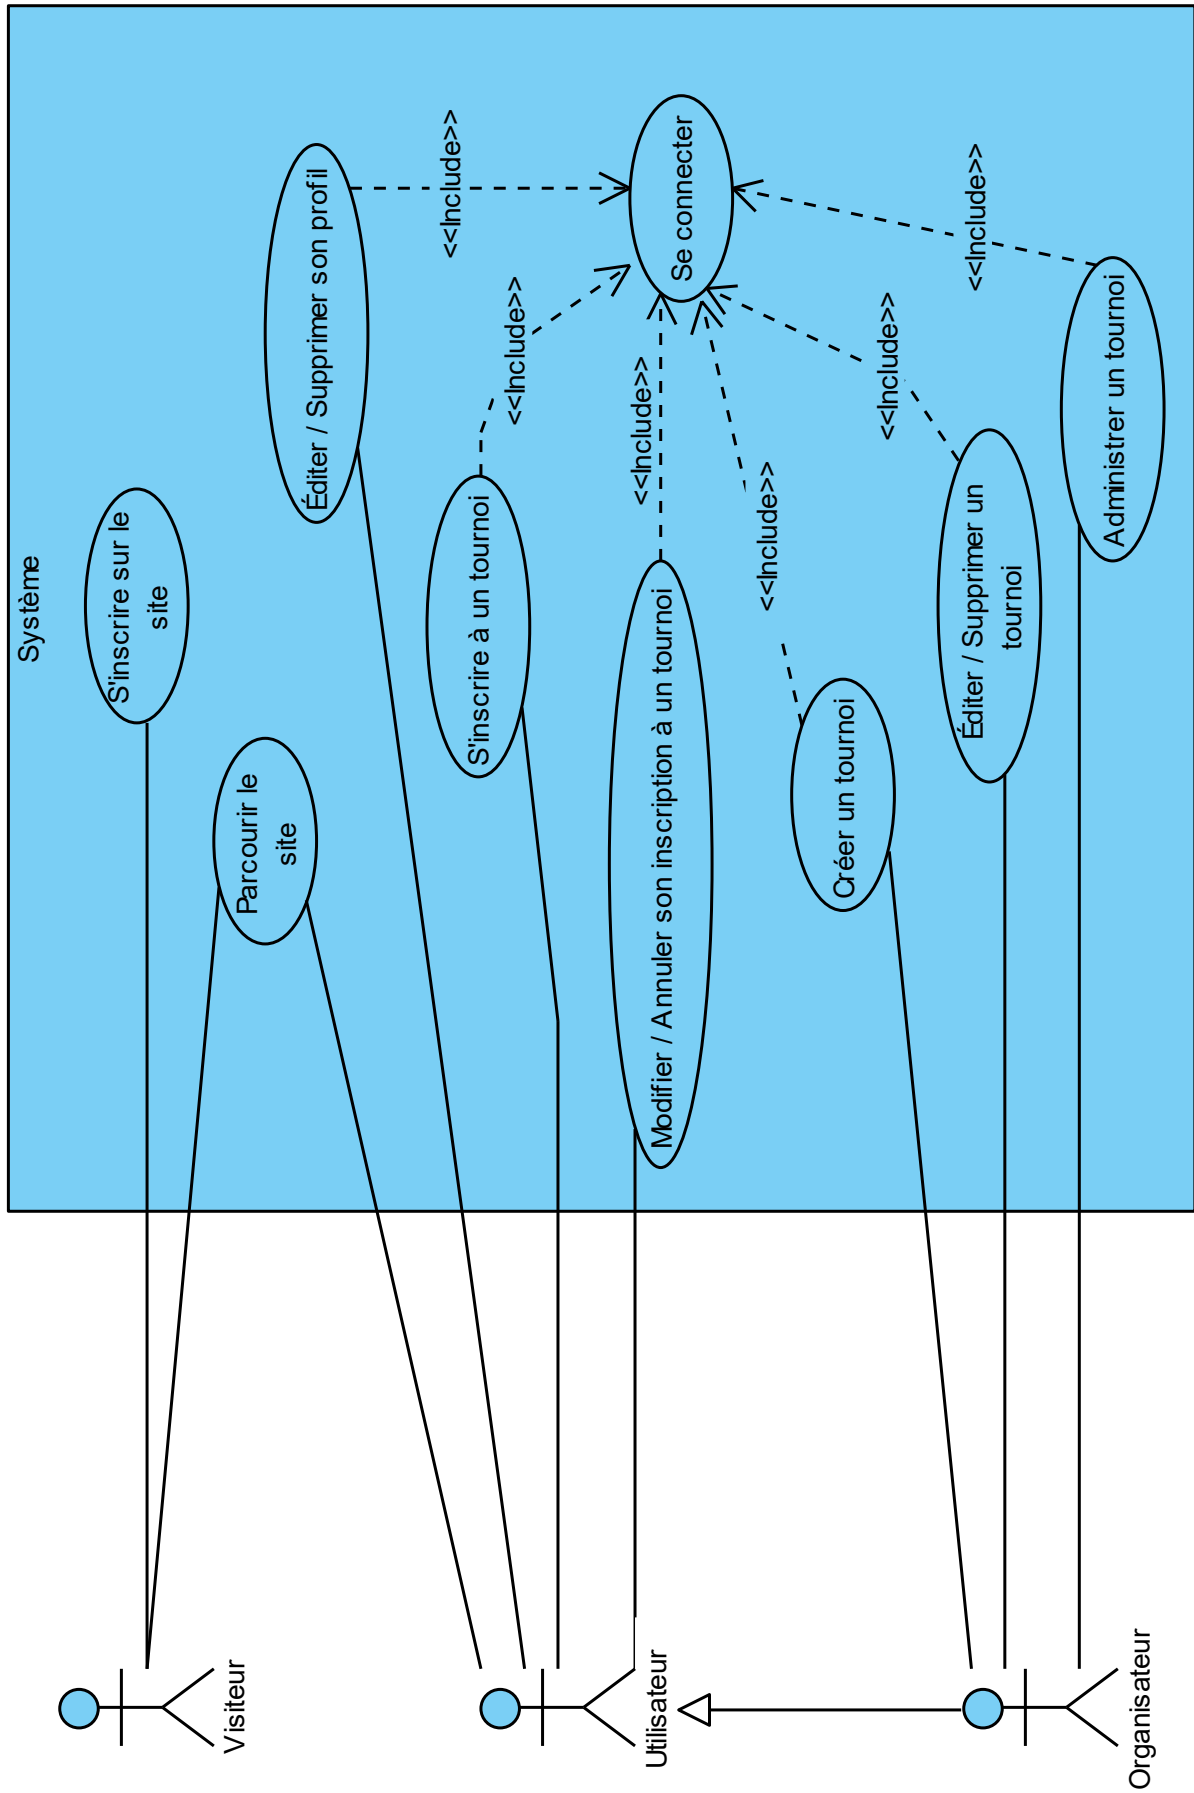 Système
S'inscrire sur le
site
Parcourir le
site
Éditer / Supprimer son profil
<<Include>>
S'inscrire à un tournoi
<<Include>>
Modifier / Annuler son inscription à un tournoi
<<Include>>
Se connecter
Créer un tournoi
<<Include>>
Éditer / Supprimer un
tournoi
<<Include>>
Administrer un tournoi
<<Include>>
Visiteur
Utilisateur
Organisateur